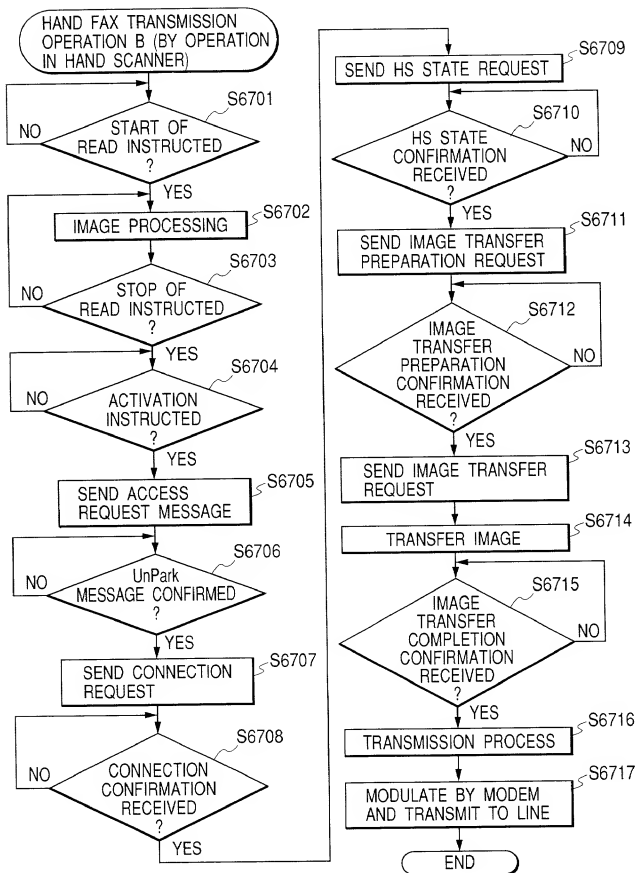 HAND FAX TRANSMISSION
OPERATION B (BY OPERATION
IN HAND SCANNER)
S6701
START OF
READ INSTRUCTED
?
NO
YES
IMAGE PROCESSING
S6702
S6703
STOP OF
READ INSTRUCTED
?
NO
YES
S6704
ACTIVATION
INSTRUCTED
?
NO
YES
S6705
SEND ACCESS
REQUEST MESSAGE
S6706
UnPark
MESSAGE CONFIRMED
?
NO
YES
S6707
SEND CONNECTION
REQUEST
S6708
CONNECTION
CONFIRMATION
RECEIVED
?
NO
YES
S6709
SEND HS STATE REQUEST
S6710
HS STATE
CONFIRMATION
RECEIVED
?
NO
YES
S6711
SEND IMAGE TRANSFER
PREPARATION REQUEST
S6712
IMAGE
TRANSFER
PREPARATION
CONFIRMATION
RECEIVED
?
NO
YES
S6713
SEND IMAGE TRANSFER
REQUEST
S6714
TRANSFER IMAGE
S6715
IMAGE
TRANSFER
COMPLETION
CONFIRMATION
RECEIVED
?
NO
YES
S6716
TRANSMISSION PROCESS
S6717
MODULATE BY MODEM
AND TRANSMIT TO LINE
END